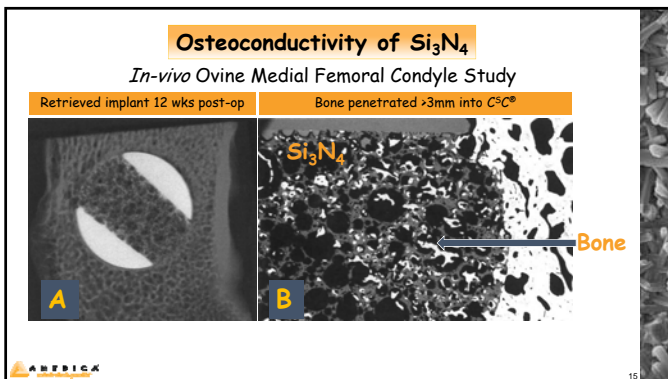 Osteoconductivity of Si₃N₄
In-vivo Ovine Medial Femoral Condyle Study
Retrieved implant 12 wks post-op
Bone penetrated >3mm into CSC®
Si₃N₄
Bone
A
B
AMEDICA
15